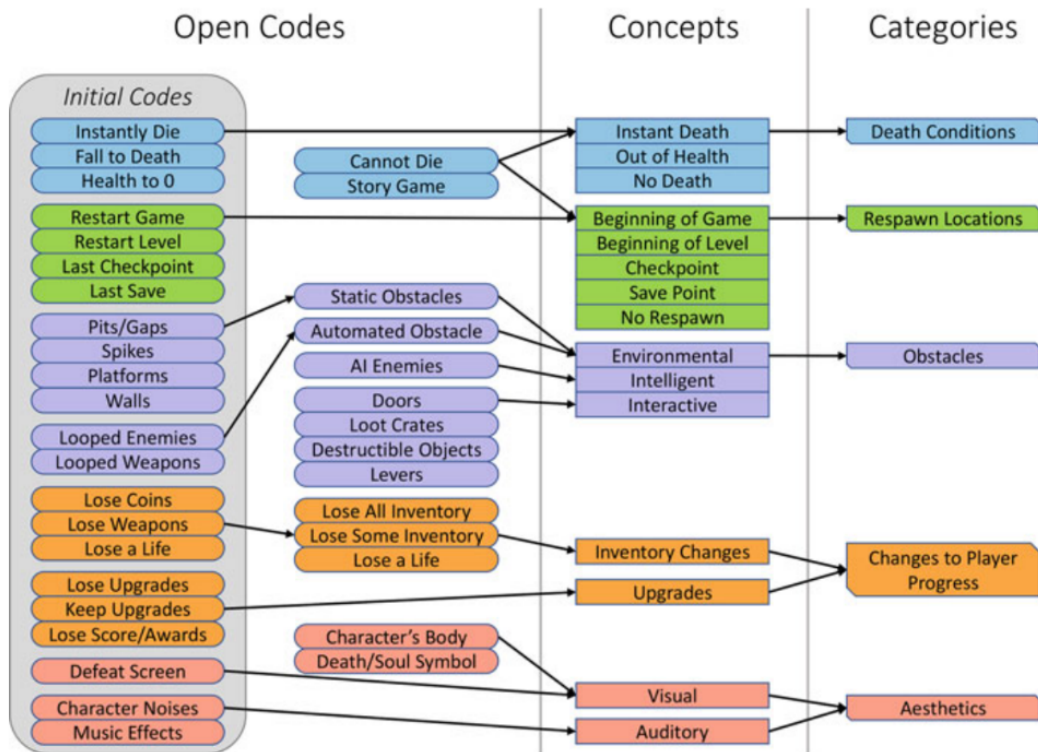 Open Codes
Concepts
Categories
Initial Codes
Instantly Die
Fall to Death
Health to 0
Restart Game
Restart Level
Last Checkpoint
Last Save
Pits/Gaps
Spikes
Platforms
Walls
Looped Enemies
Looped Weapons
Lose Coins
Lose Weapons
Lose a Life
Lose Upgrades
Keep Upgrades
Lose Score/Awards
Defeat Screen
Character Noises
Music Effects
Cannot Die
Story Game
Static Obstacles
Automated Obstacle
AI Enemies
Doors
Loot Crates
Destructible Objects
Levers
Lose All Inventory
Lose Some Inventory
Lose a Life
Character’s Body
Death/Soul Symbol
Instant Death
Out of Health
No Death
Beginning of Game
Beginning of Level
Checkpoint
Save Point
No Respawn
Environmental
Intelligent
Interactive
Inventory Changes
Upgrades
Visual
Auditory
Death Conditions
Respawn Locations
Obstacles
Changes to Player
Progress
Aesthetics